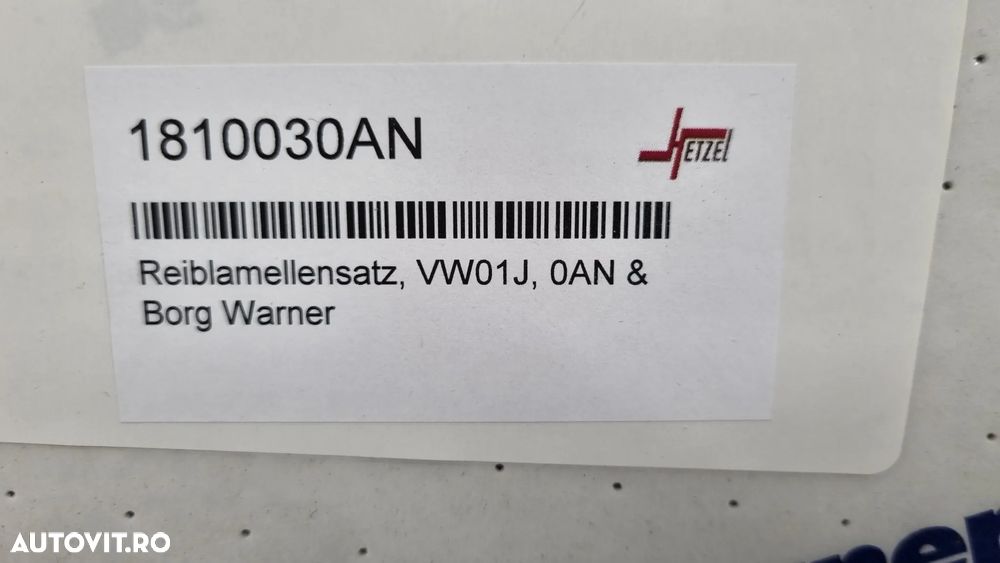 1810030AN
HETZEL
Reiblamellensatz, VW01J, 0AN &
Borg Warner
AUTOVIT.RO